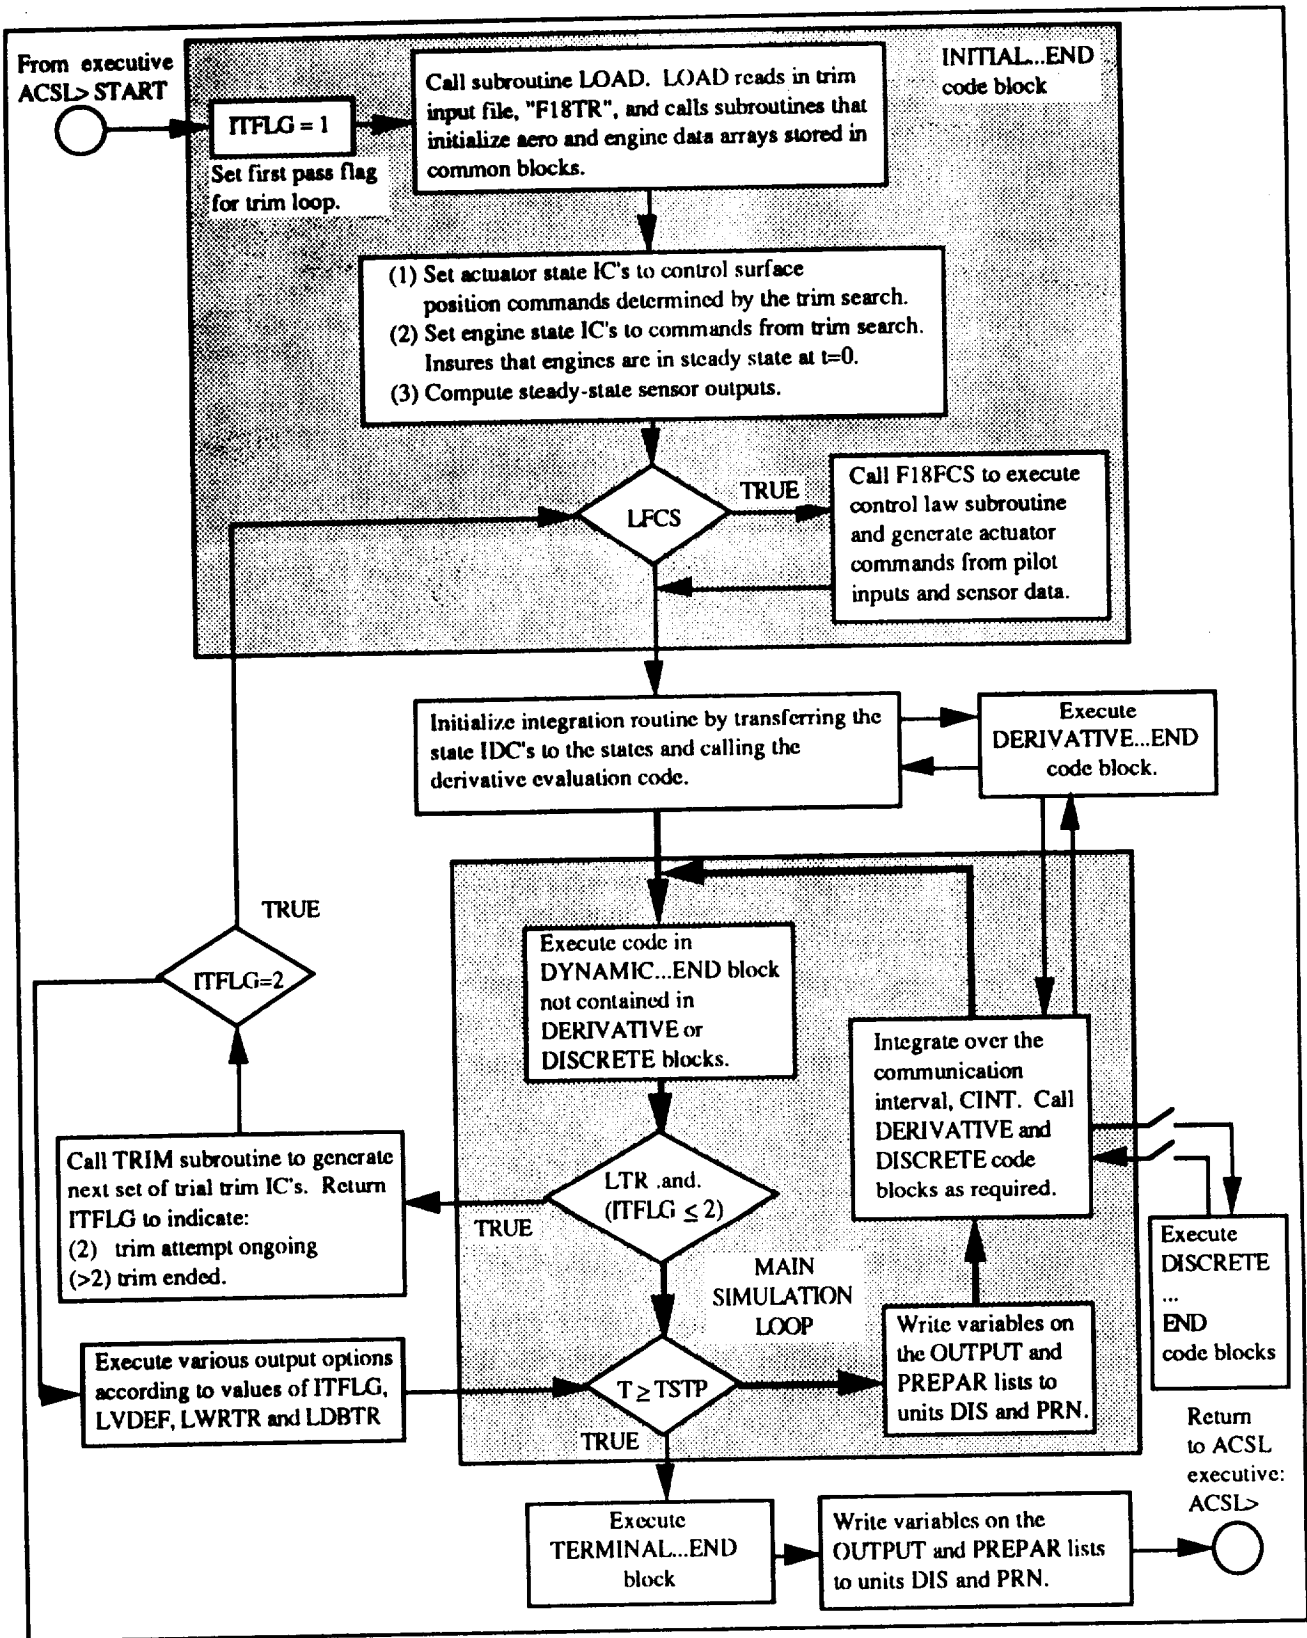 From executive
ACSL> START
ITFLG = 1
Set first pass flag
for trim loop.
Call subroutine LOAD. LOAD reads in trim
input file, "F18TR", and calls subroutines that
initialize aero and engine data arrays stored in
common blocks.
INITIAL...END
code block
(1) Set actuator state IC's to control surface
position commands determined by the trim search.
(2) Set engine state IC's to commands from trim search.
Insures that engines are in steady state at t=0.
(3) Compute steady-state sensor outputs.
LFCS
TRUE
Call F18FCS to execute
control law subroutine
and generate actuator
commands from pilot
inputs and sensor data.
Initialize integration routine by transferring the
state IDC's to the states and calling the
derivative evaluation code.
Execute
DERIVATIVE...END
code block.
TRUE
ITFLG=2
Execute code in
DYNAMIC...END block
not contained in
DERIVATIVE or
DISCRETE blocks.
Integrate over the
communication
interval, CINT. Call
DERIVATIVE and
DISCRETE code
blocks as required.
Call TRIM subroutine to generate
next set of trial trim IC's. Return
ITFLG to indicate:
(2) trim attempt ongoing
(>2) trim ended.
TRUE
LTR .and.
(ITFLG ≤ 2)
MAIN
SIMULATION
LOOP
Execute
DISCRETE
...
END
code blocks
Execute various output options
according to values of ITFLG,
LVDEF, LWRTR and LDBTR
T ≥ TSTP
TRUE
Write variables on
the OUTPUT and
PREPAR lists to
units DIS and PRN.
Return
to ACSL
executive:
ACSL>
Execute
TERMINAL...END
block
Write variables on the
OUTPUT and PREPAR lists
to units DIS and PRN.